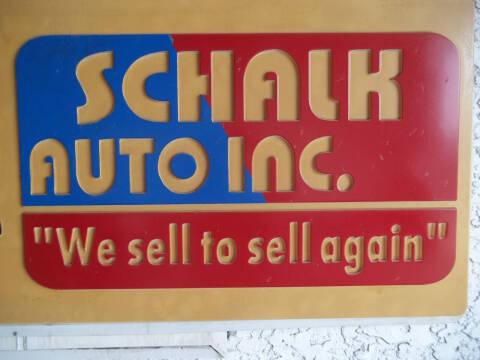 SCHALK
AUTO INC.
"We sell to sell again"